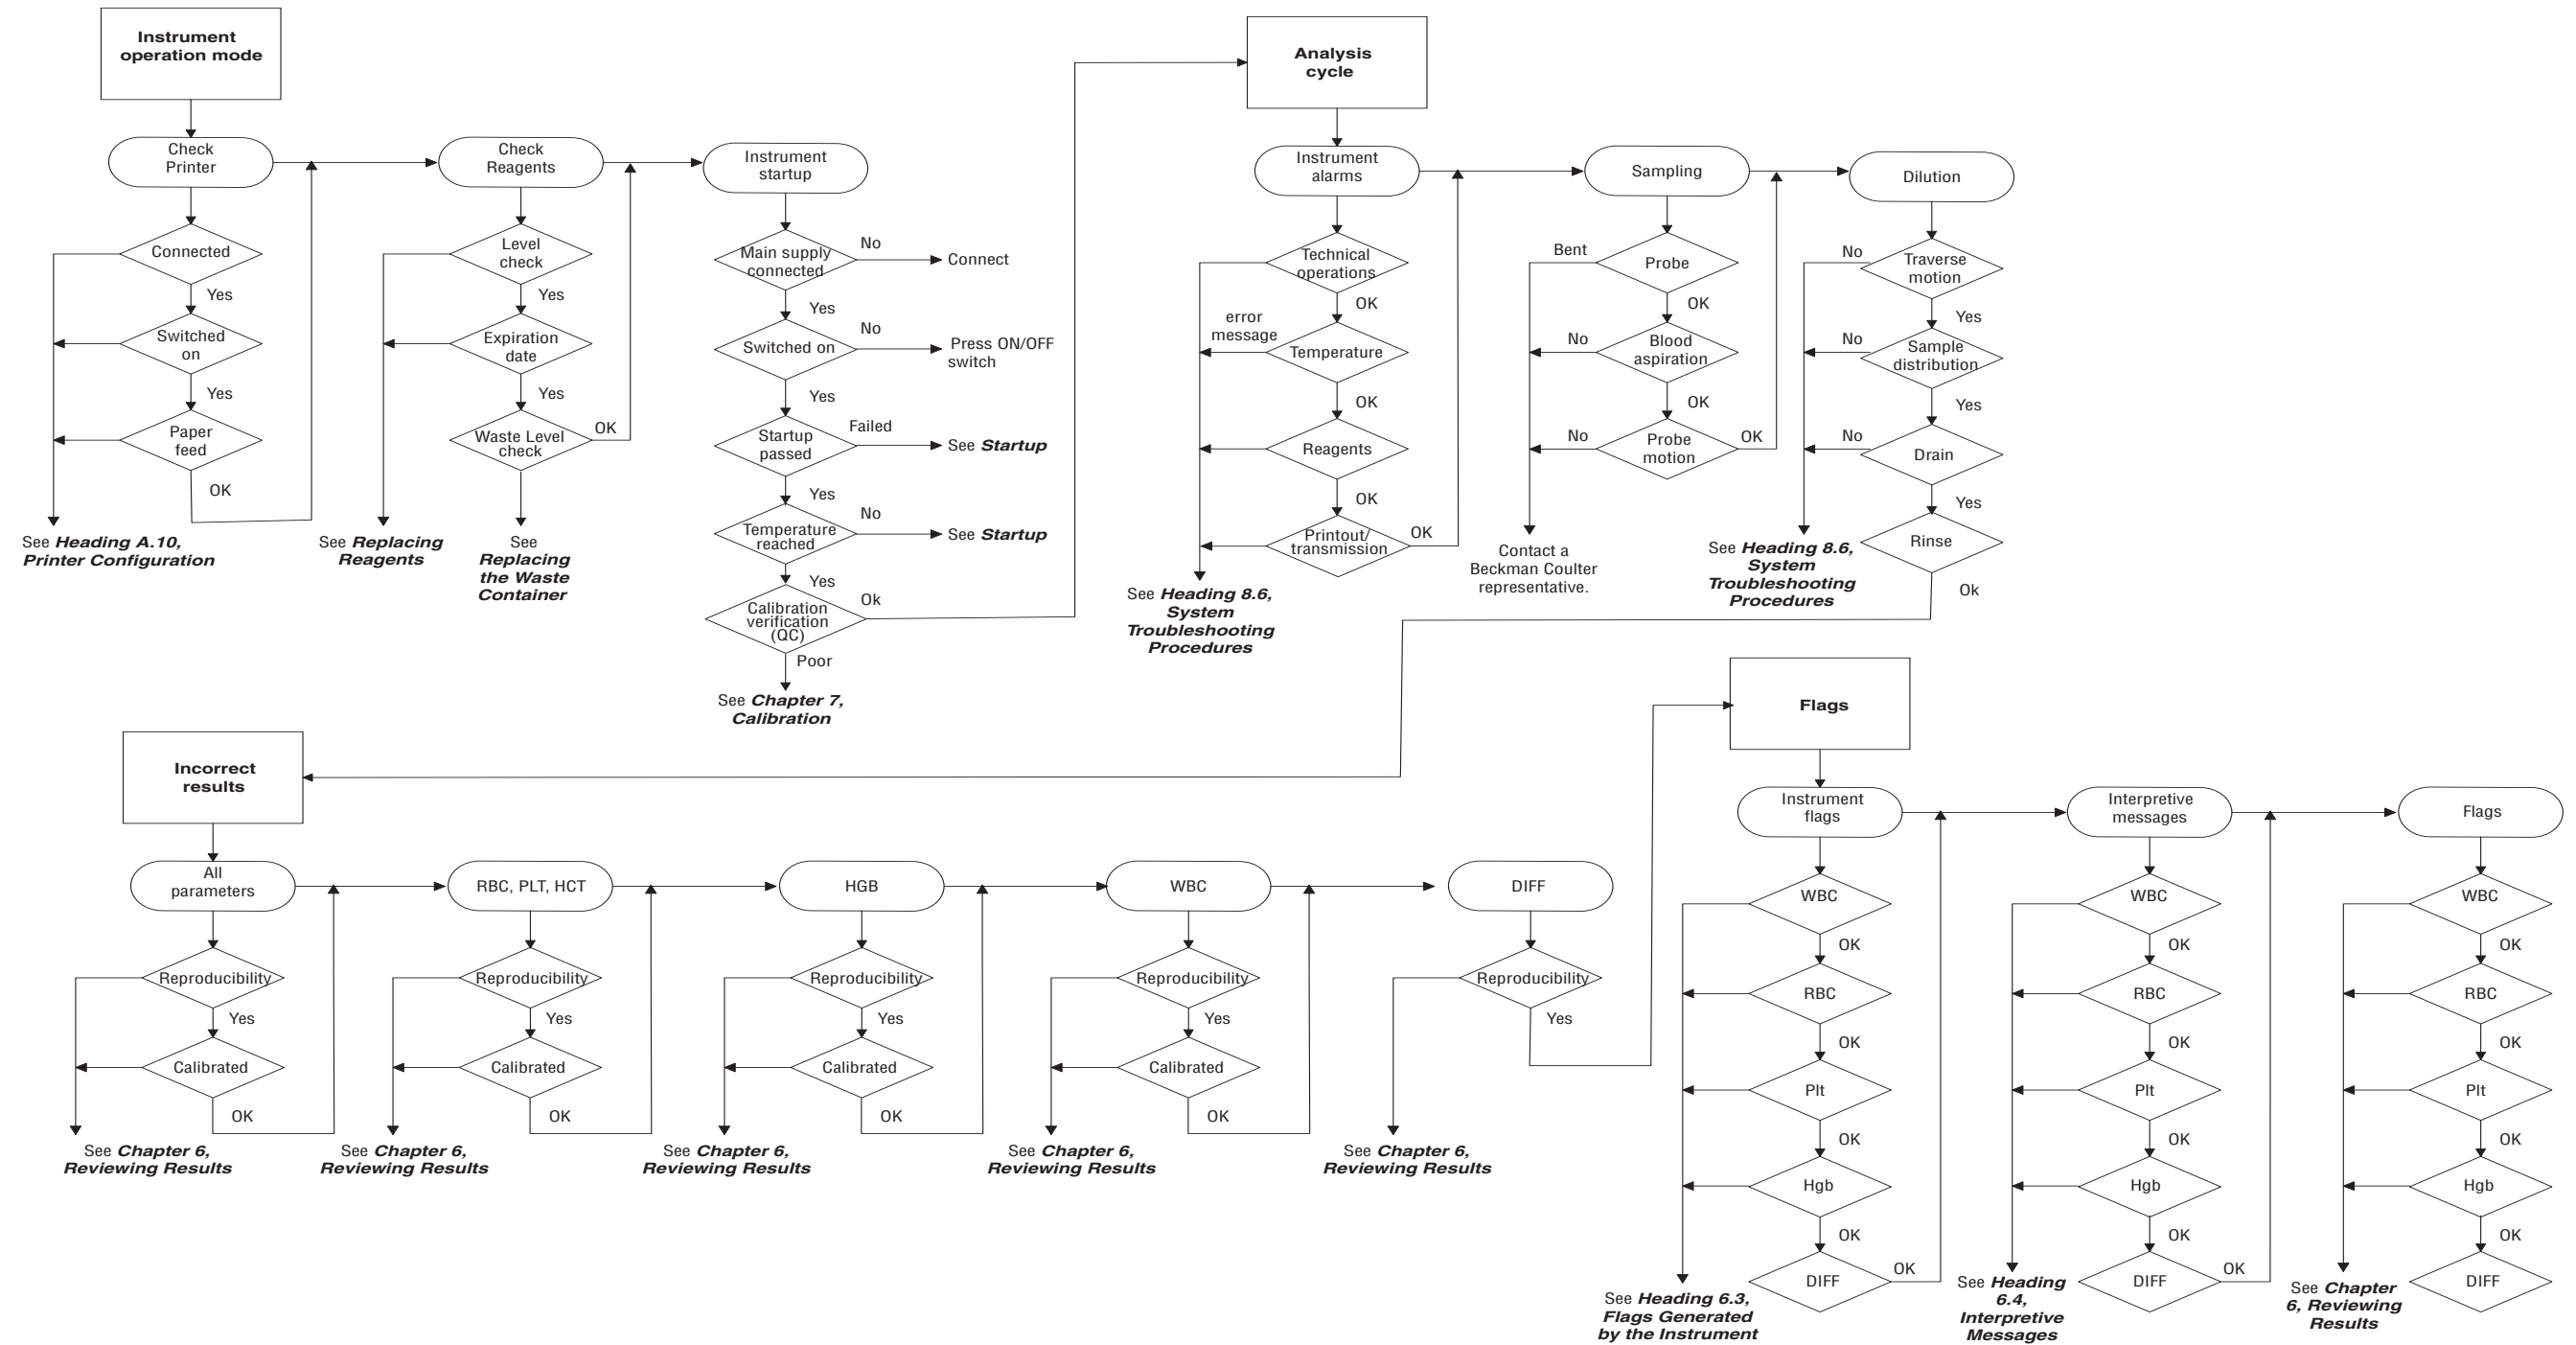 Instrument
operation mode
Check
Printer
Connected
Yes
Switched
on
Yes
Paper
feed
OK
See Heading A.10,
Printer Configuration
Check
Reagents
Level
check
Yes
Expiration
date
Yes
Waste Level
check
OK
See Replacing
Reagents
See
Replacing
the Waste
Container
Instrument
startup
Main supply
connected
No
Connect
Yes
Switched on
No
Press ON/OFF
switch
Yes
Startup
passed
Failed
See Startup
Yes
Temperature
reached
No
See Startup
Yes
Calibration
verification
(QC)
Ok
Poor
See Chapter 7,
Calibration
Analysis
cycle
Instrument
alarms
Technical
operations
OK
error
message
Temperature
OK
Reagents
OK
Printout/
transmission
OK
See Heading 8.6,
System
Troubleshooting
Procedures
Sampling
Bent
Probe
OK
No
Blood
aspiration
OK
No
Probe
motion
OK
Contact a
Beckman Coulter
representative.
Dilution
No
Traverse
motion
Yes
No
Sample
distribution
Yes
No
Drain
Yes
Rinse
Ok
See Heading 8.6,
System
Troubleshooting
Procedures
Incorrect
results
All
parameters
Reproducibility
Yes
Calibrated
OK
See Chapter 6,
Reviewing Results
RBC, PLT, HCT
Reproducibility
Yes
Calibrated
OK
See Chapter 6,
Reviewing Results
HGB
Reproducibility
Yes
Calibrated
OK
See Chapter 6,
Reviewing Results
WBC
Reproducibility
Yes
Calibrated
OK
See Chapter 6,
Reviewing Results
DIFF
Reproducibility
Yes
See Chapter 6,
Reviewing Results
Flags
Instrument
flags
WBC
OK
RBC
OK
Plt
OK
Hgb
OK
DIFF
OK
See Heading 6.3,
Flags Generated
by the Instrument
Interpretive
messages
WBC
OK
RBC
OK
Plt
OK
Hgb
OK
DIFF
OK
See Heading
6.4,
Interpretive
Messages
Flags
WBC
OK
RBC
OK
Plt
OK
Hgb
OK
DIFF
See Chapter
6, Reviewing
Results